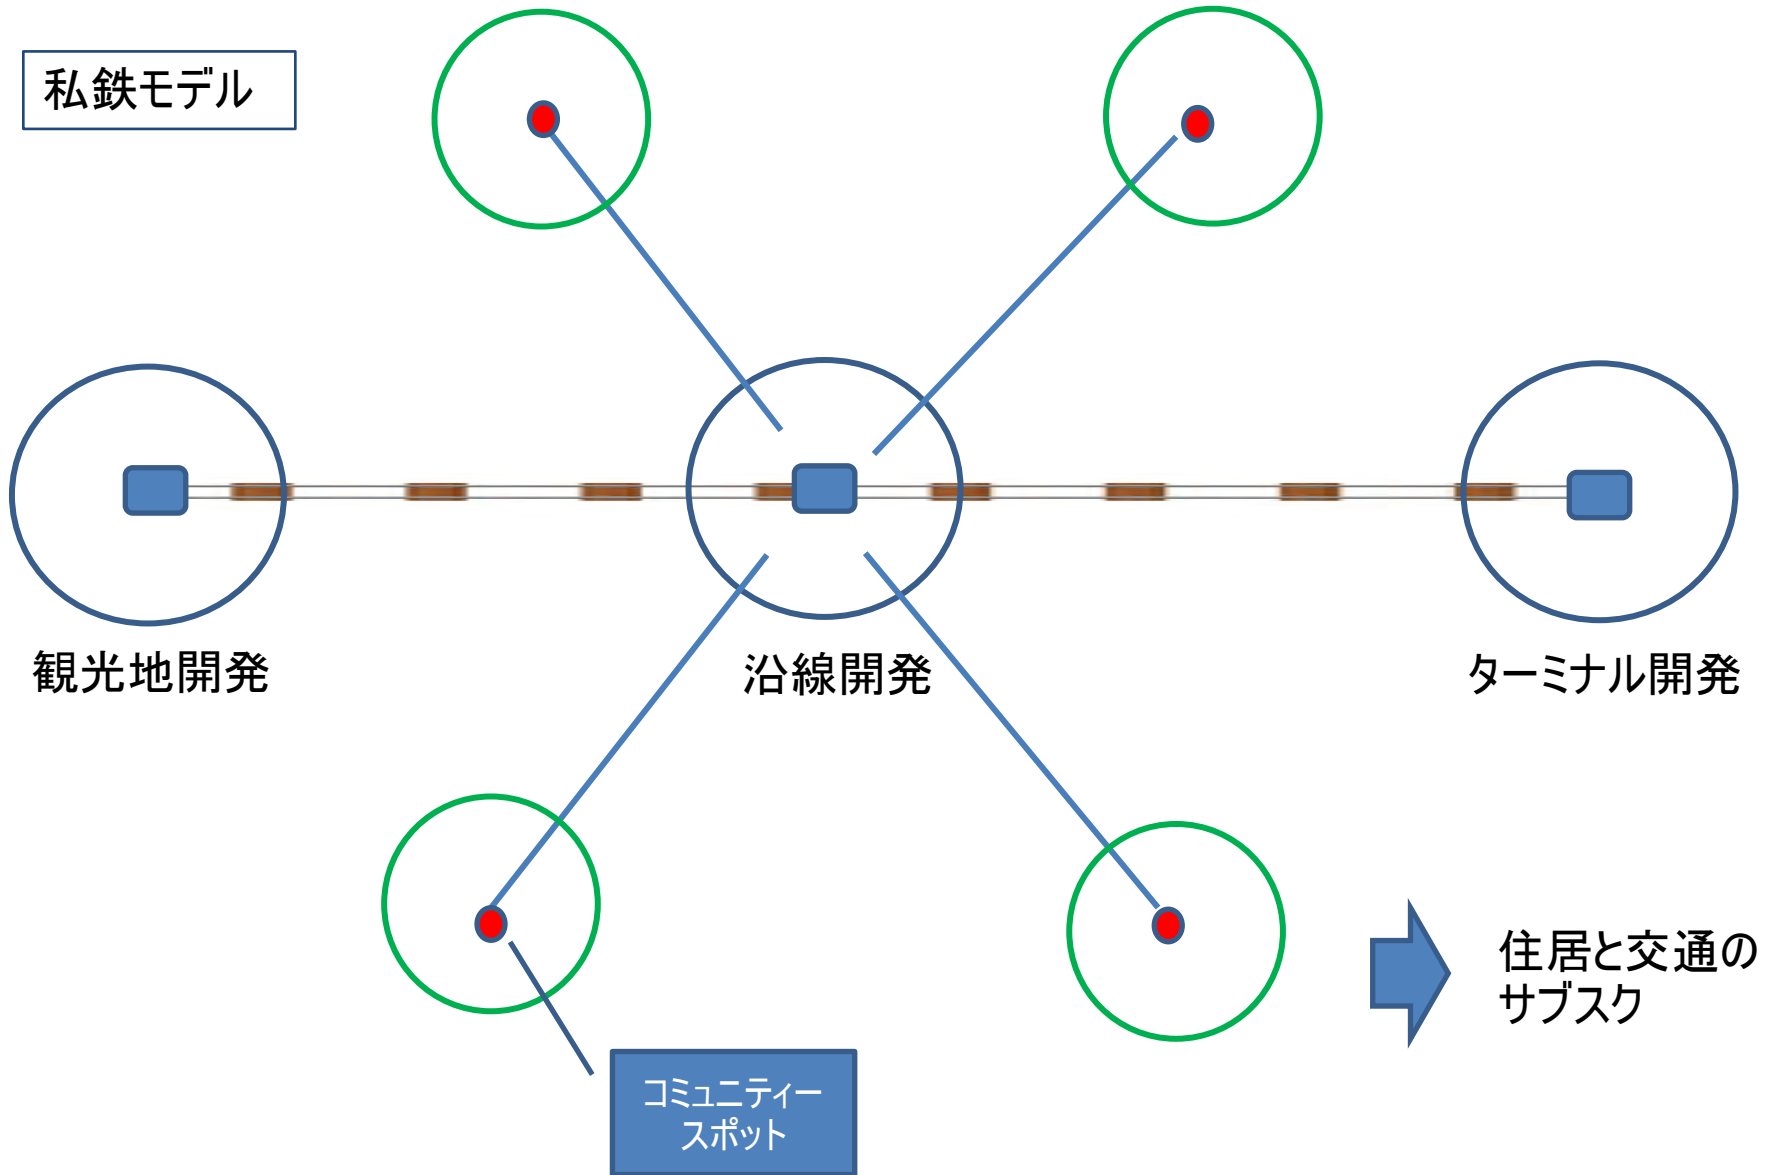 私鉄モデル
観光地開発
沿線開発
ターミナル開発
住居と交通の
サブスク
コミュニティー
スポット